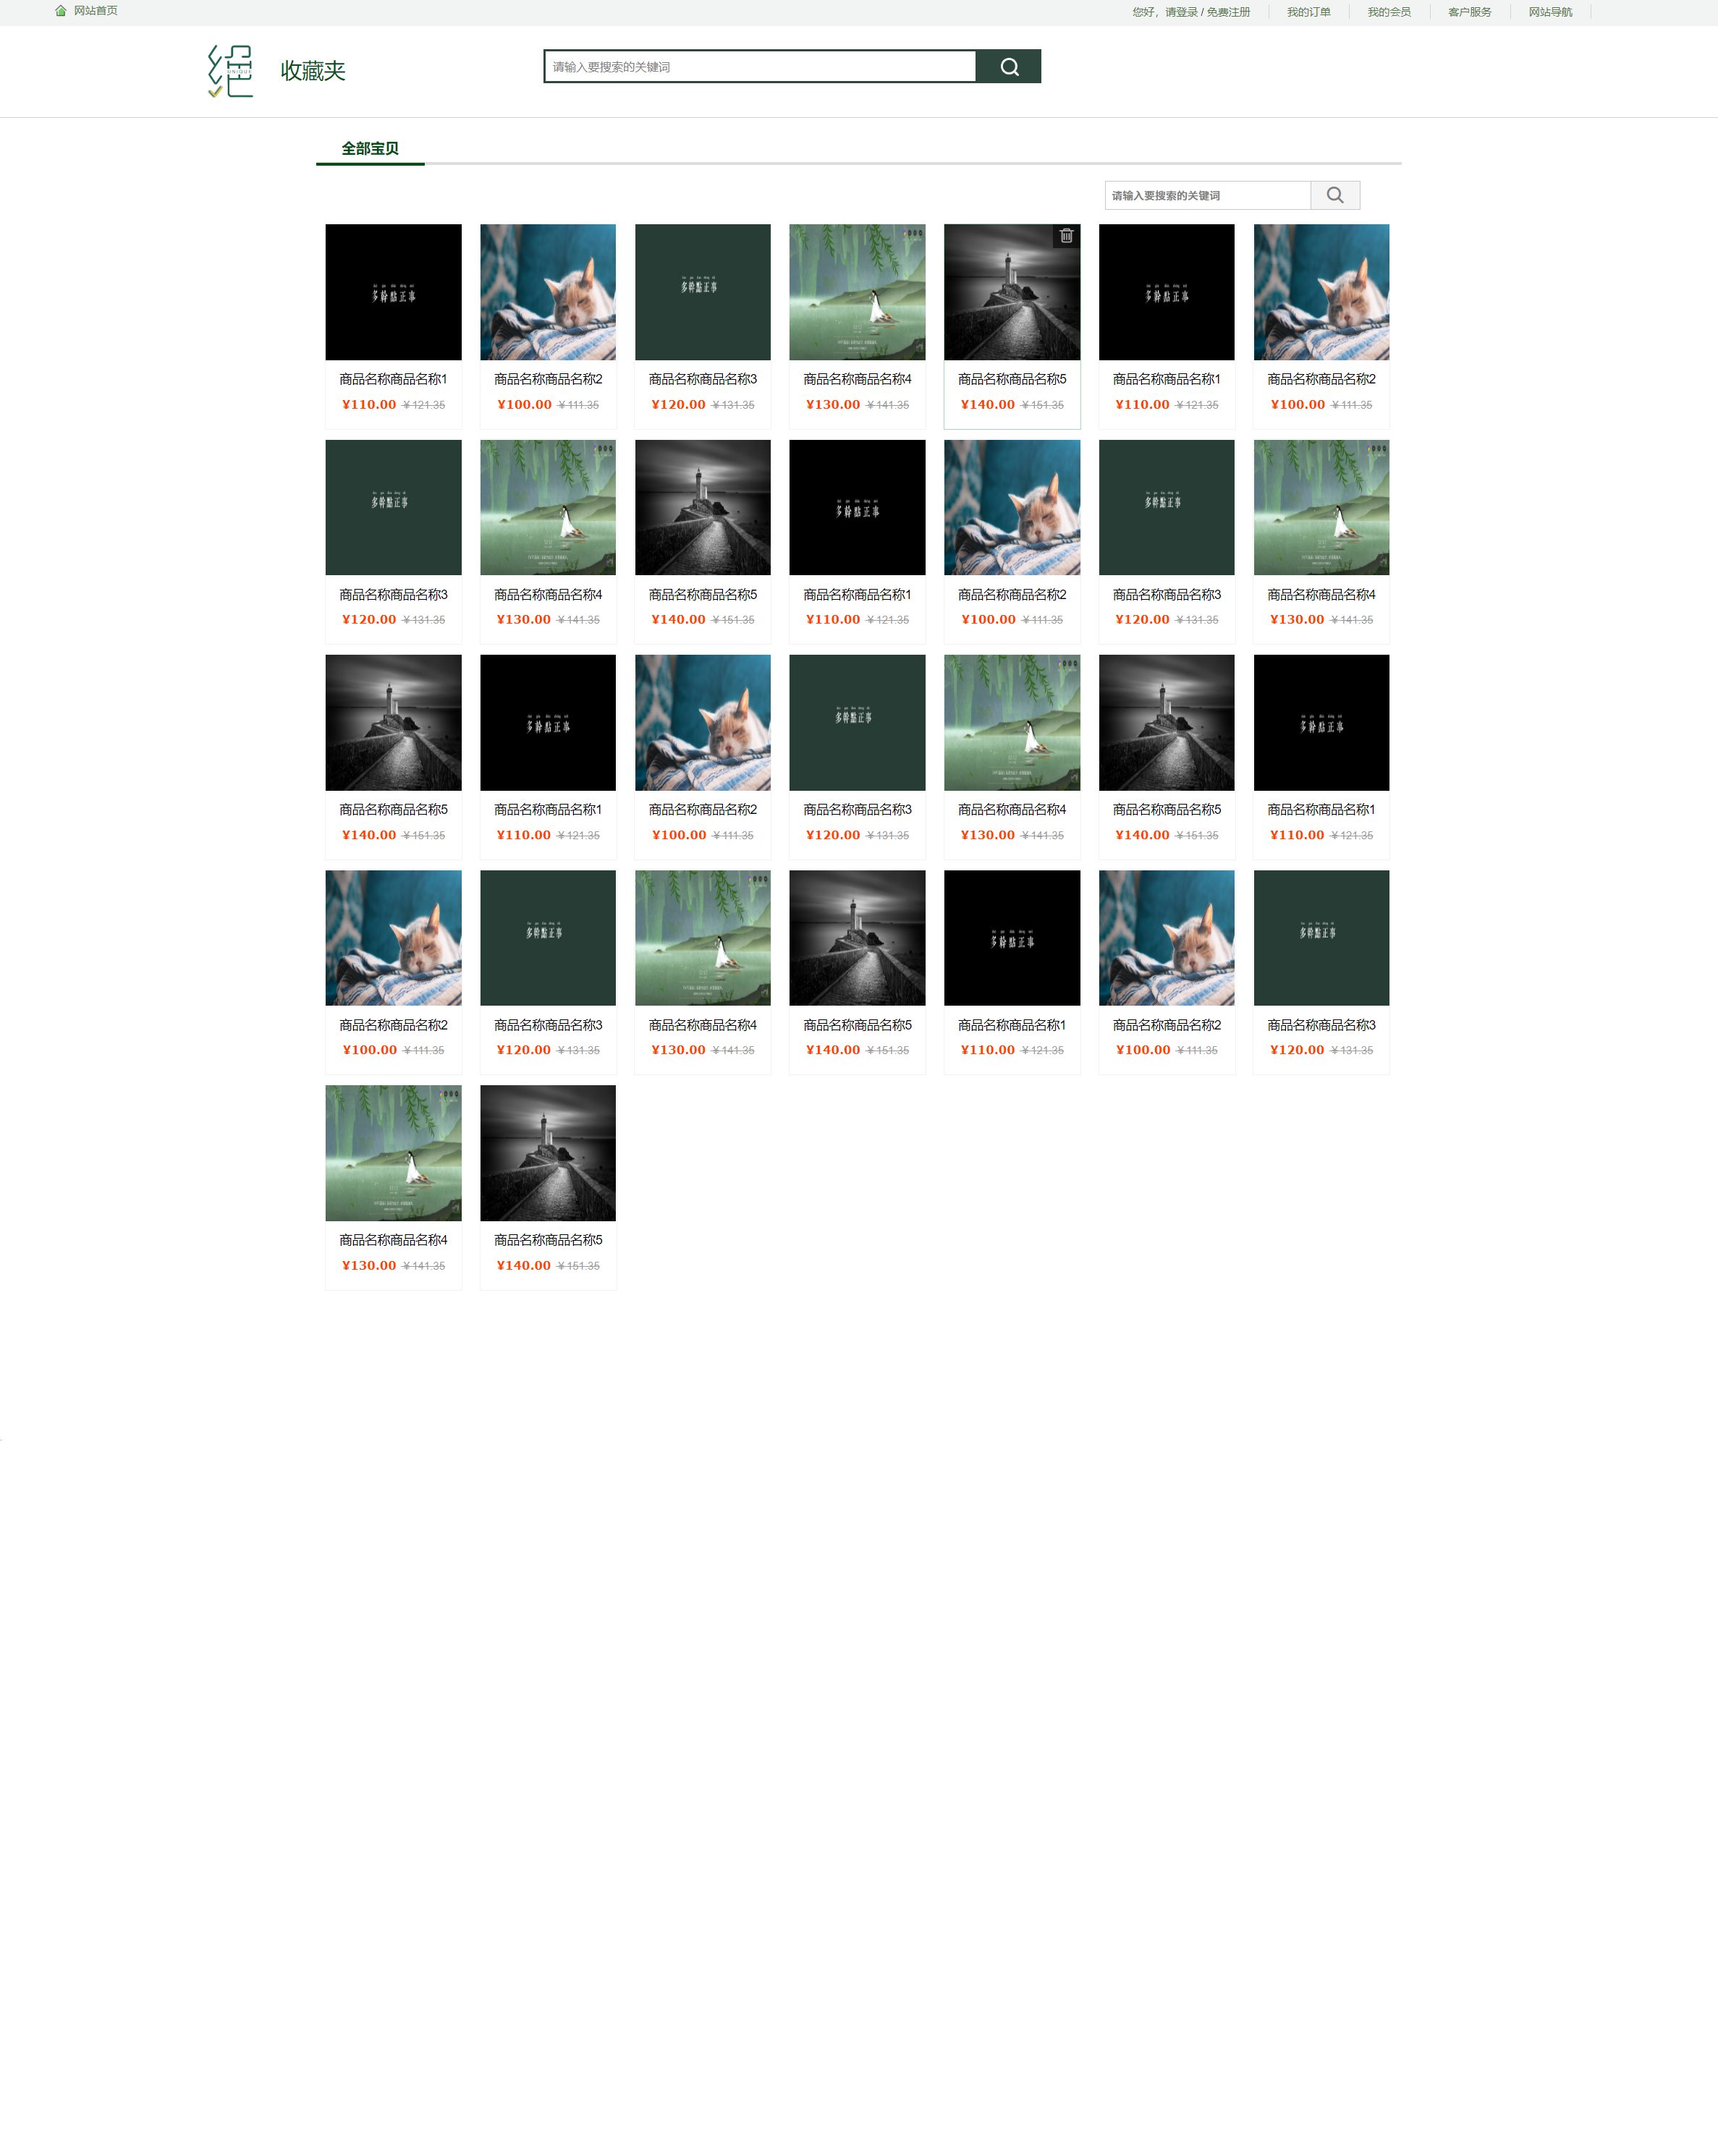 网站首页
您好，请登录 / 免费注册
我的订单
我的会员
客户服务
网站导航
UNIQUE
收藏夹
请输入要搜索的关键词
全部宝贝
请输入要搜索的关键词
多幹點正事
多幹點正事
多幹點正事
商品名称商品名称1
商品名称商品名称2
商品名称商品名称3
商品名称商品名称4
商品名称商品名称5
商品名称商品名称1
商品名称商品名称2
¥110.00 ￥121.35
¥100.00 ￥111.35
¥120.00 ￥131.35
¥130.00 ￥141.35
¥140.00 ￥151.35
¥110.00 ￥121.35
¥100.00 ￥111.35
多幹點正事
多幹點正事
多幹點正事
商品名称商品名称3
商品名称商品名称4
商品名称商品名称5
商品名称商品名称1
商品名称商品名称2
商品名称商品名称3
商品名称商品名称4
¥120.00 ￥131.35
¥130.00 ￥141.35
¥140.00 ￥151.35
¥110.00 ￥121.35
¥100.00 ￥111.35
¥120.00 ￥131.35
¥130.00 ￥141.35
多幹點正事
多幹點正事
多幹點正事
商品名称商品名称5
商品名称商品名称1
商品名称商品名称2
商品名称商品名称3
商品名称商品名称4
商品名称商品名称5
商品名称商品名称1
¥140.00 ￥151.35
¥110.00 ￥121.35
¥100.00 ￥111.35
¥120.00 ￥131.35
¥130.00 ￥141.35
¥140.00 ￥151.35
¥110.00 ￥121.35
多幹點正事
多幹點正事
多幹點正事
商品名称商品名称2
商品名称商品名称3
商品名称商品名称4
商品名称商品名称5
商品名称商品名称1
商品名称商品名称2
商品名称商品名称3
¥100.00 ￥111.35
¥120.00 ￥131.35
¥130.00 ￥141.35
¥140.00 ￥151.35
¥110.00 ￥121.35
¥100.00 ￥111.35
¥120.00 ￥131.35
商品名称商品名称4
商品名称商品名称5
¥130.00 ￥141.35
¥140.00 ￥151.35